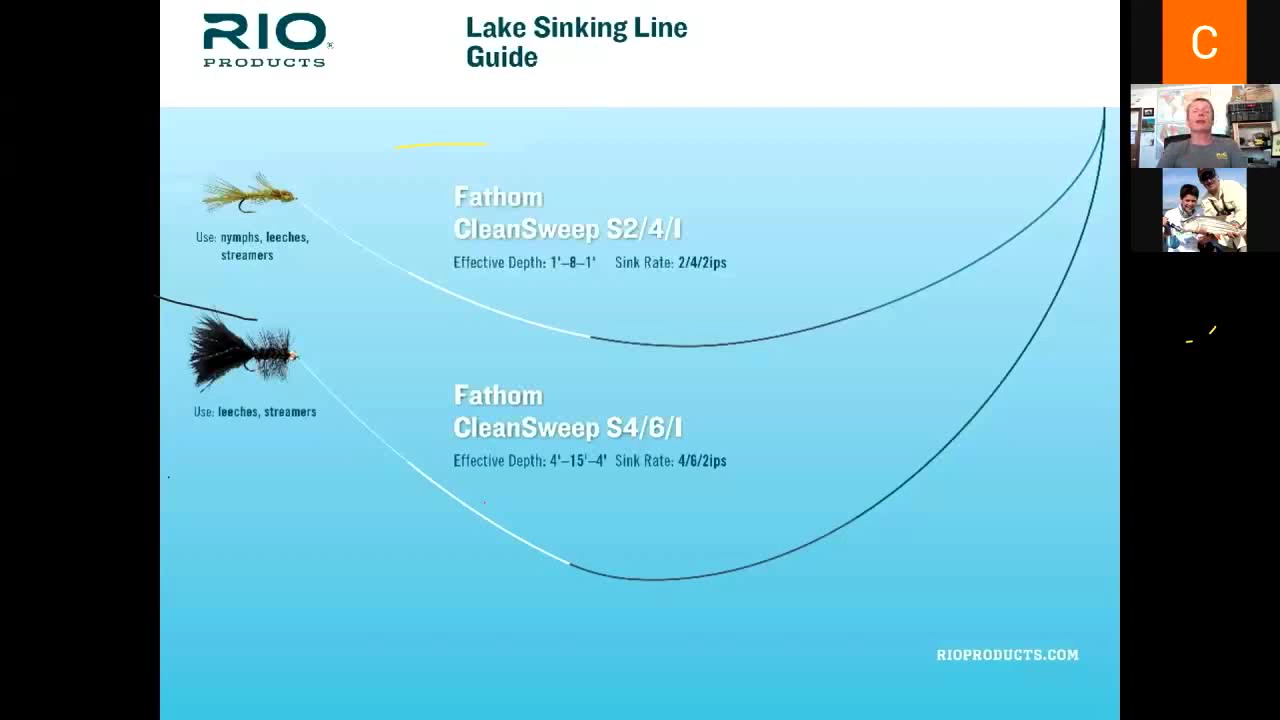 RIO
PRODUCTS
Lake Sinking Line
Guide
C
Fathom
CleanSweep S2/4/I
Effective Depth: 1'–8–1' Sink Rate: 2/4/2ips
Use: nymphs, leeches,
streamers
Fathom
CleanSweep S4/6/I
Effective Depth: 4'–15'–4' Sink Rate: 4/6/2ips
Use: leeches, streamers
RIOPRODUCTS.COM